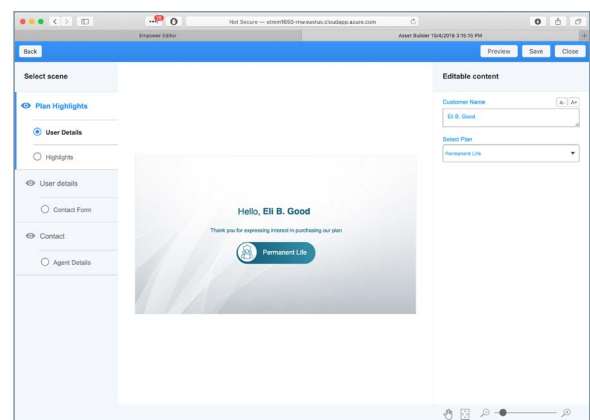 Not Secure — etmm1650-mw.eastus.cloudapp.azure.com
Empower Editor
Asset Builder 10/4/2019 3:15:15 PM
Back
Preview
Save
Close
Select scene
Editable content
Plan Highlights
User Details
Highlights
User details
Contact Form
Contact
Agent Details
Customer Name
A-
A+
Eli B. Good
Select Plan
Permanent Life
Hello, Eli B. Good
Thank you for expressing interest in purchasing our plan
Permanent Life